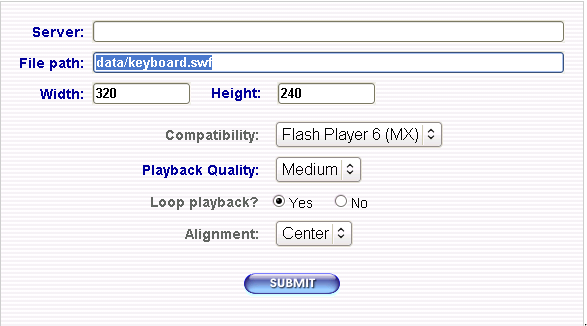 Server:
File path: data/keyboard.swf
Width: 320 Height: 240
Compatibility: Flash Player 6 (MX)
Playback Quality: Medium
Loop playback? Yes No
Alignment: Center
SUBMIT